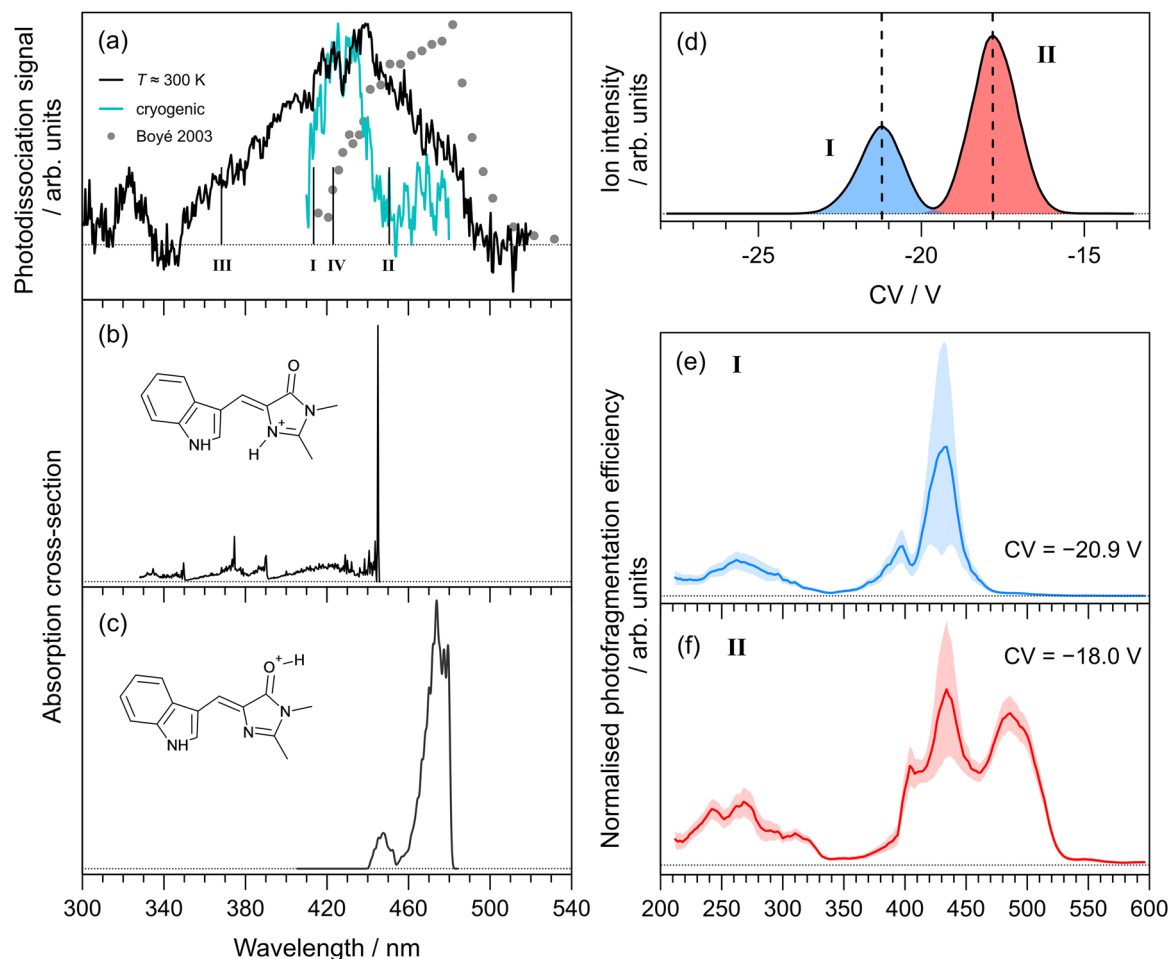 (a)
T ≈ 300 K
cryogenic
Boyé 2003
III
I
IV
II
Photodissociation signal
/ arb. units
(b)
O
N
N+
H
NH
(c)
O+
H
N
N
NH
Absorption cross-section
300
340
380
420
460
500
540
Wavelength / nm
(d)
I
II
Ion intensity
/ arb. units
-25
-20
-15
CV / V
(e)
I
CV = −20.9 V
(f)
II
CV = −18.0 V
Normalised photofragmentation efficiency
/ arb. units
200
250
300
350
400
450
500
550
600